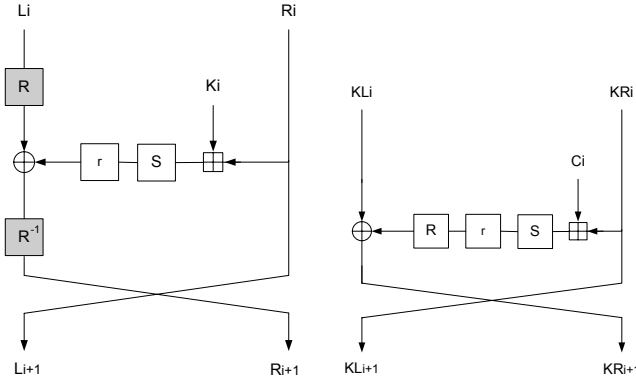 Li Ri
R
Ki
r S
R-1
Li+1 Ri+1
KLi KRi
Ci
R r S
KLi+1 KRi+1